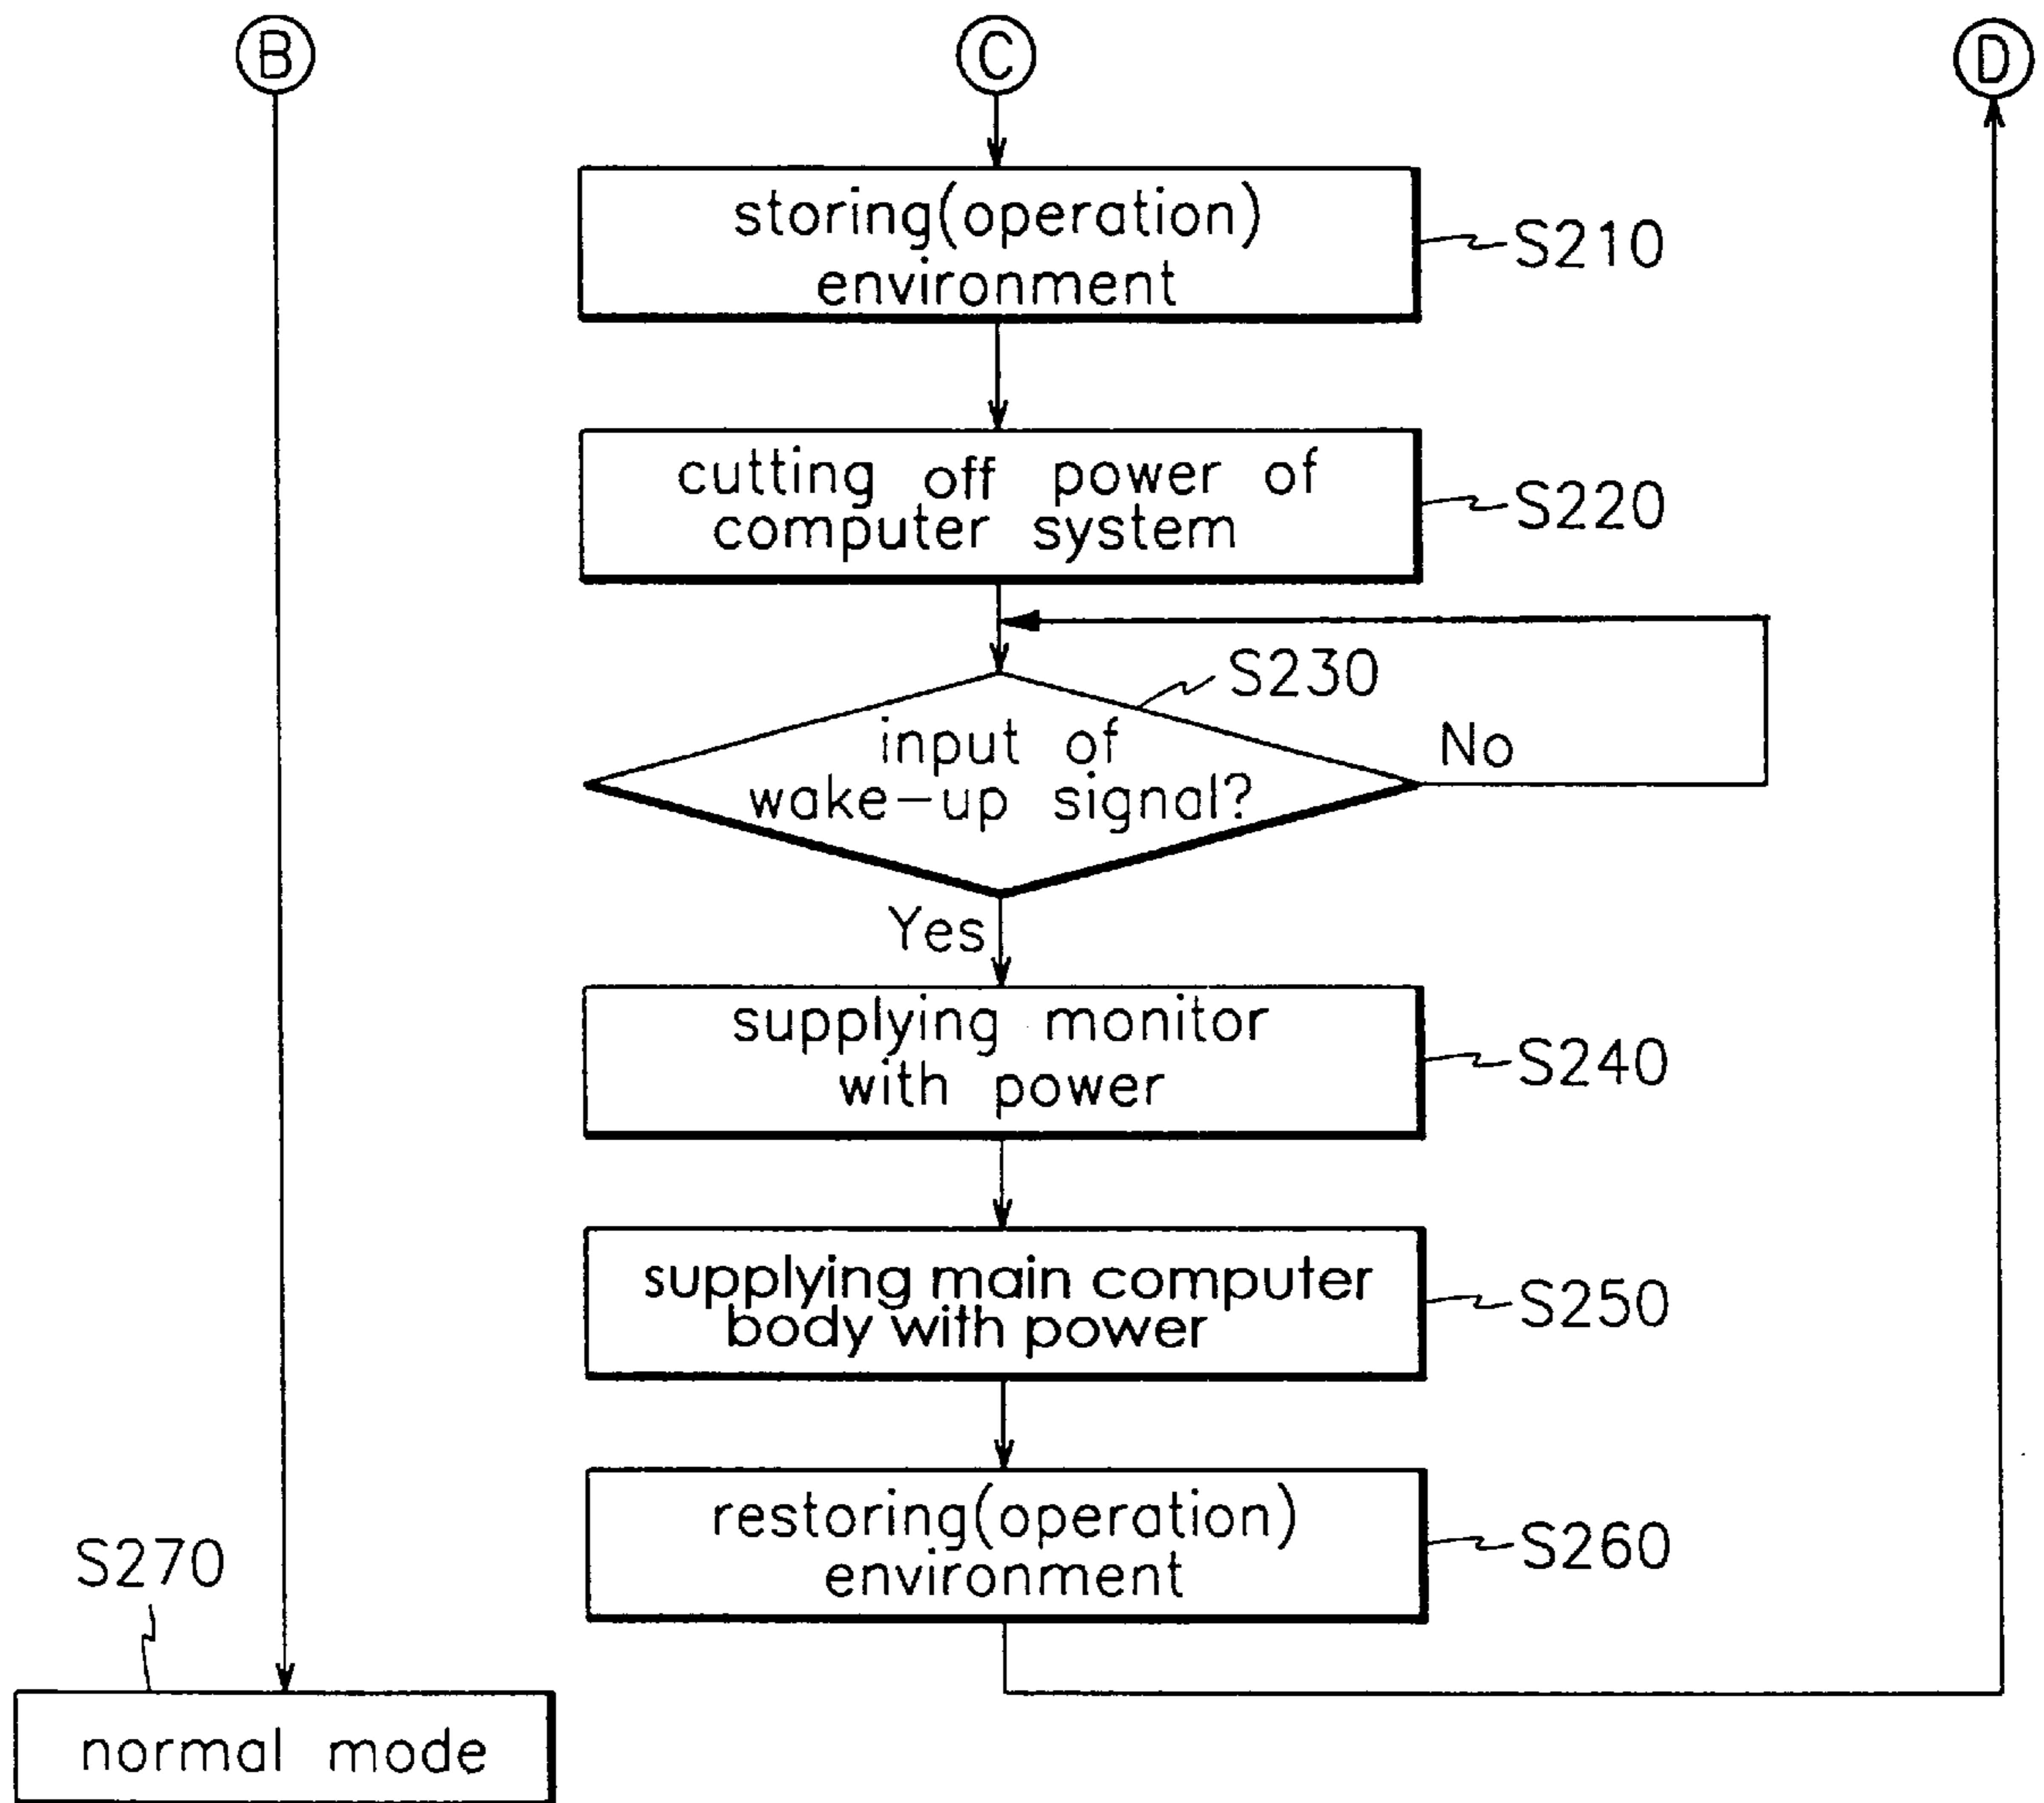 B
C
D
storing(operation)
environment
S210
cutting off power of
computer system
S220
S230
input of
wake-up signal?
No
Yes
supplying monitor
with power
S240
supplying main computer
body with power
S250
restoring(operation)
environment
S260
S270
normal mode